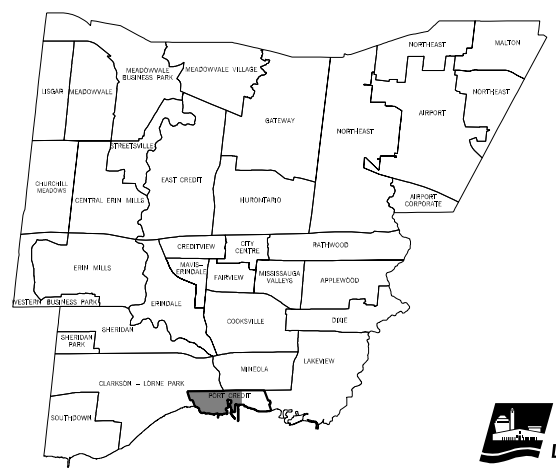 NORTHEAST
MALTON
MEADOWVALE
BUSINESS PARK
MEADOWVALE VILLAGE
LISGAR
MEADOWVALE
NORTHEAST
AIRPORT
GATEWAY
NORTHEAST
STREETSVILLE
EAST CREDIT
CHURCHILL
MEADOWS
CENTRAL ERIN MILLS
HURONTARIO
AIRPORT
CORPORATE
CREDITVIEW
CITY
CENTRE
RATHWOOD
ERIN MILLS
MAVIS-
ERINDALE
FAIRVIEW
MISSISSAUGA
VALLEYS
APPLEWOOD
WESTERN BUSINESS PARK
ERINDALE
COOKSVILLE
DIXIE
SHERIDAN
SHERIDAN
PARK
MINEOLA
LAKEVIEW
CLARKSON - LORNE PARK
PORT CREDIT
SOUTHDOWN